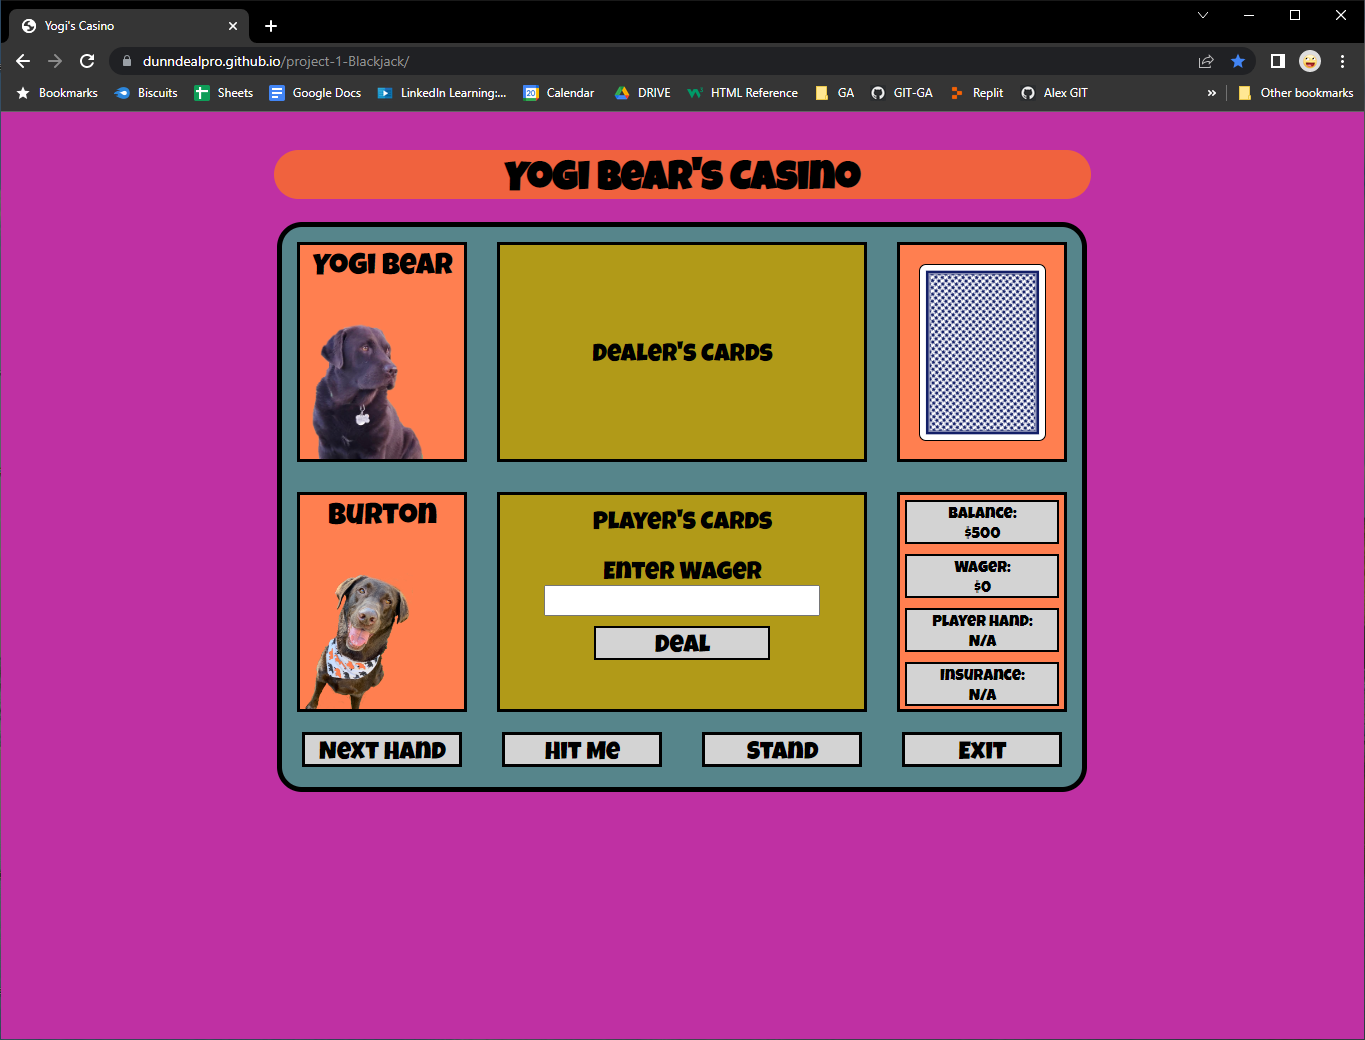 Yogi's Casino
dunndealpro.github.io/project-1-Blackjack/
Bookmarks Biscuits Sheets Google Docs LinkedIn Learning:... 20 Calendar DRIVE HTML Reference GA GIT-GA Replit Alex GIT » Other bookmarks
Yogi Bear's Casino
Yogi Bear
Dealer's Cards
Burton
Player's Cards
Enter Wager
Deal
Balance:
$500
Wager:
$0
Player Hand:
N/A
Insurance:
N/A
Next Hand Hit Me Stand Exit